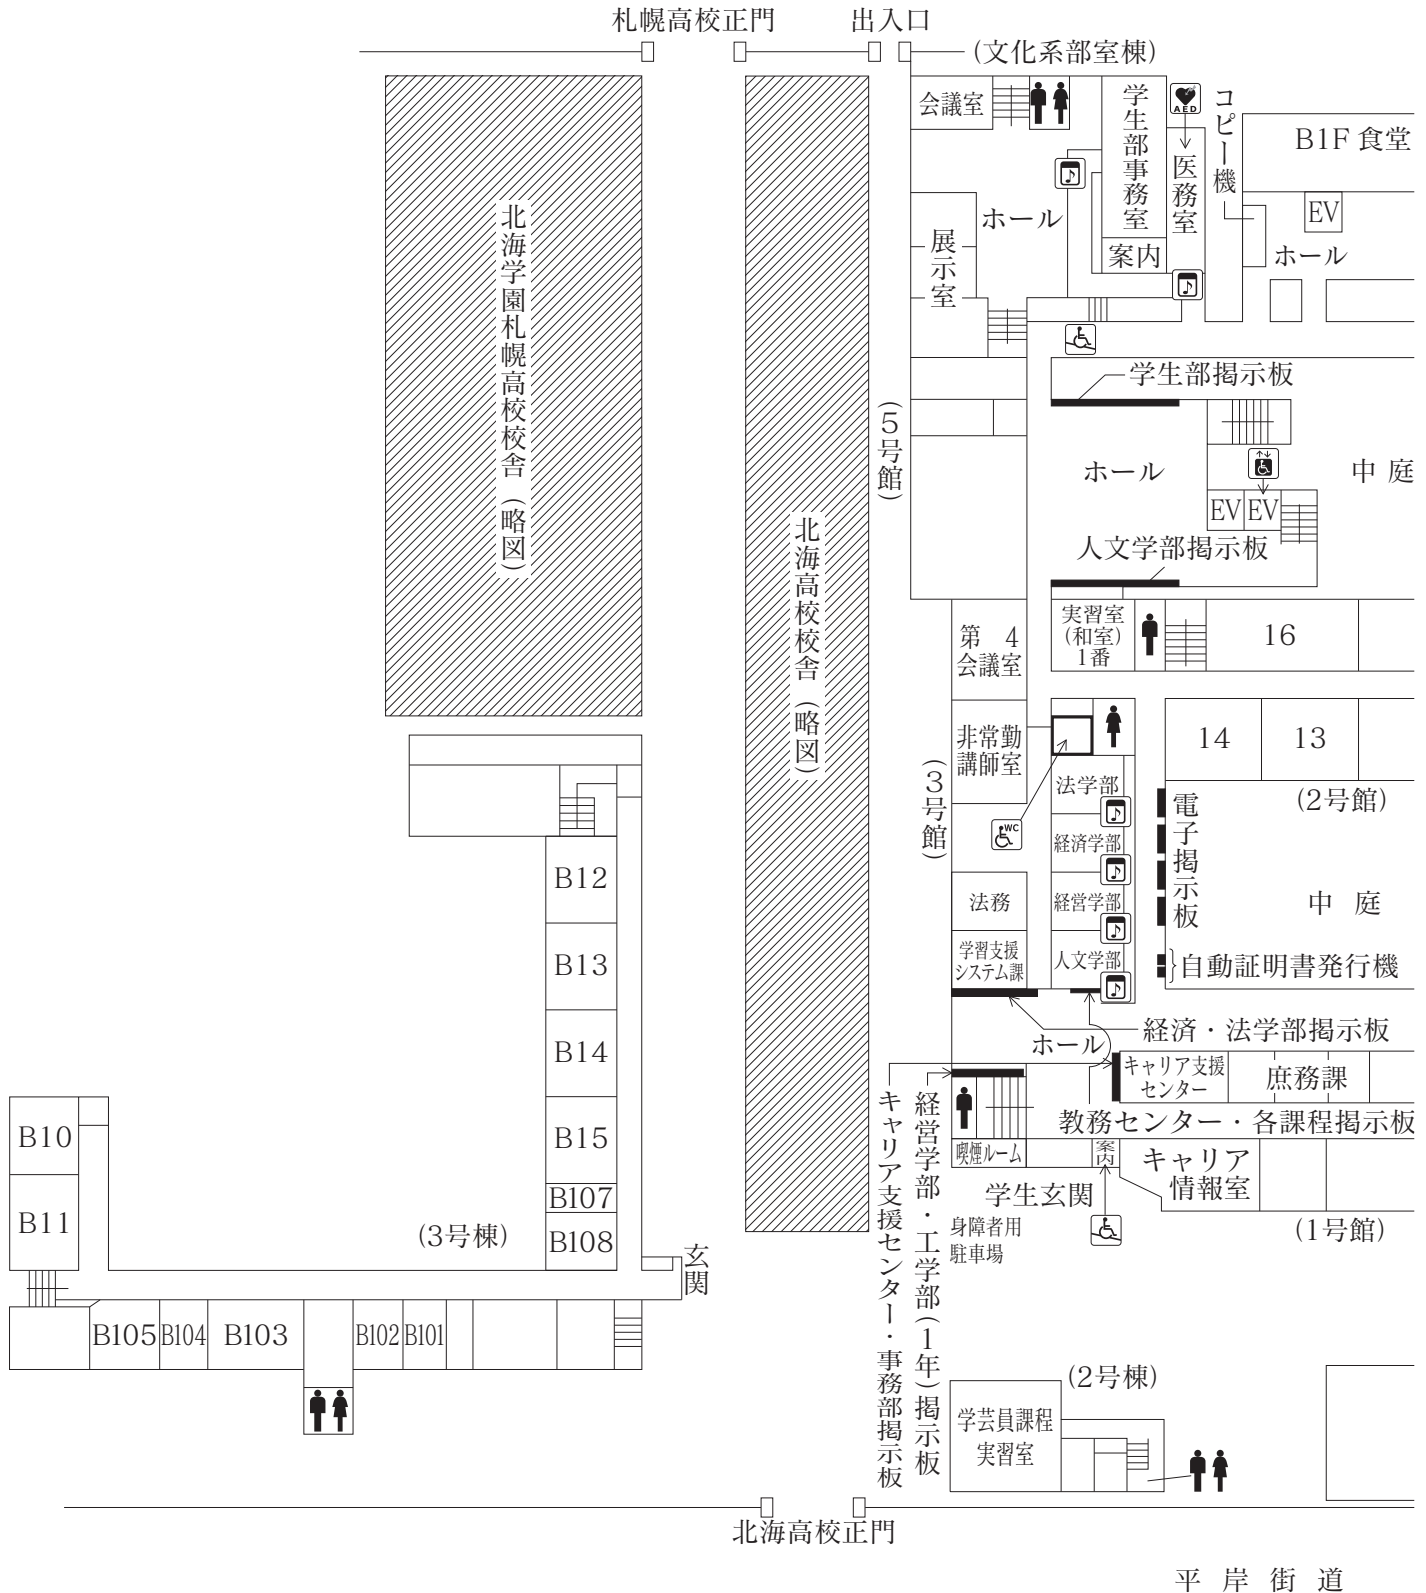 札幌高校正門
出入口
(文化系部室棟)
会議室
学生部事務室
AED
医務室
コピー機
B1F 食堂
EV
ホール
展示室
案内
ホール
北海学園札幌高校校舎(略図)
学生部掲示板
(5号館)
ホール
中庭
EV
EV
人文学部掲示板
北海高校校舎(略図)
第4
会議室
実習室
(和室)
1番
16
非常勤
講師室
14
13
(2号館)
(3号館)
法学部
WC
経済学部
電子掲示板
経営学部
中庭
法務
人文学部
学習支援
システム課
自動証明書発行機
経済・法学部掲示板
ホール
キャリア支援
センター
庶務課
教務センター・各課程掲示板
キャリア支援センター・事務部掲示板
経営学部・工学部(1年)掲示板
喫煙ルーム
案内
キャリア
情報室
学生玄関
身障者用
駐車場
(1号館)
B12
B13
B14
B15
B107
B108
B10
B11
(3号棟)
玄関
B105
B104
B103
B102
B101
(2号棟)
学芸員課程
実習室
北海高校正門
平岸街道